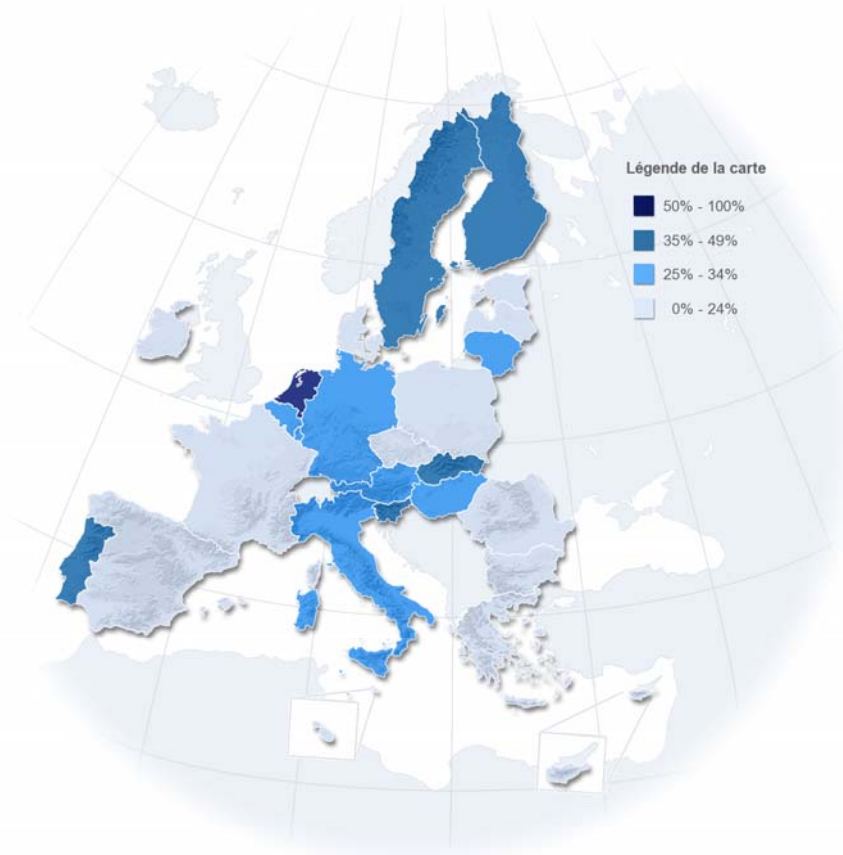 Légende de la carte
50% - 100%
35% - 49%
25% - 34%
0% - 24%